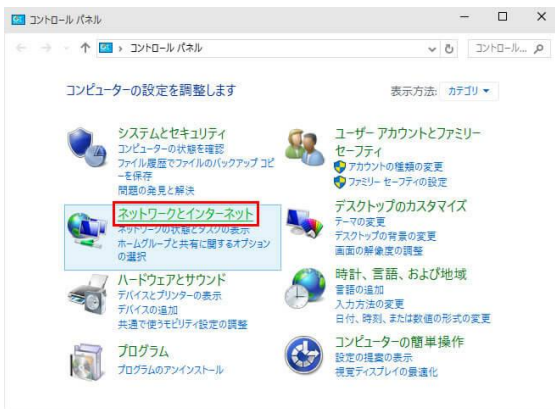 コントロール パネル
コントロール パネル
コントロール...
コンピューターの設定を調整します
表示方法: カテゴリ
システムとセキュリティ
コンピューターの状態を確認
ファイル履歴でファイルのバックアップ コピ
ーを保存
問題の発見と解決
ネットワークとインターネット
ネットワークの状態とタスクの表示
ホームグループと共有に関するオプション
の選択
ハードウェアとサウンド
デバイスとプリンターの表示
デバイスの追加
共通で使うモビリティ設定の調整
プログラム
プログラムのアンインストール
ユーザー アカウントとファミリー
セーフティ
アカウントの種類の変更
ファミリー セーフティの設定
デスクトップのカスタマイズ
テーマの変更
デスクトップの背景の変更
画面の解像度の調整
時計、言語、および地域
言語の追加
入力方法の変更
日付、時刻、または数値の形式の変更
コンピューターの簡単操作
設定の提案の表示
視覚ディスプレイの最適化